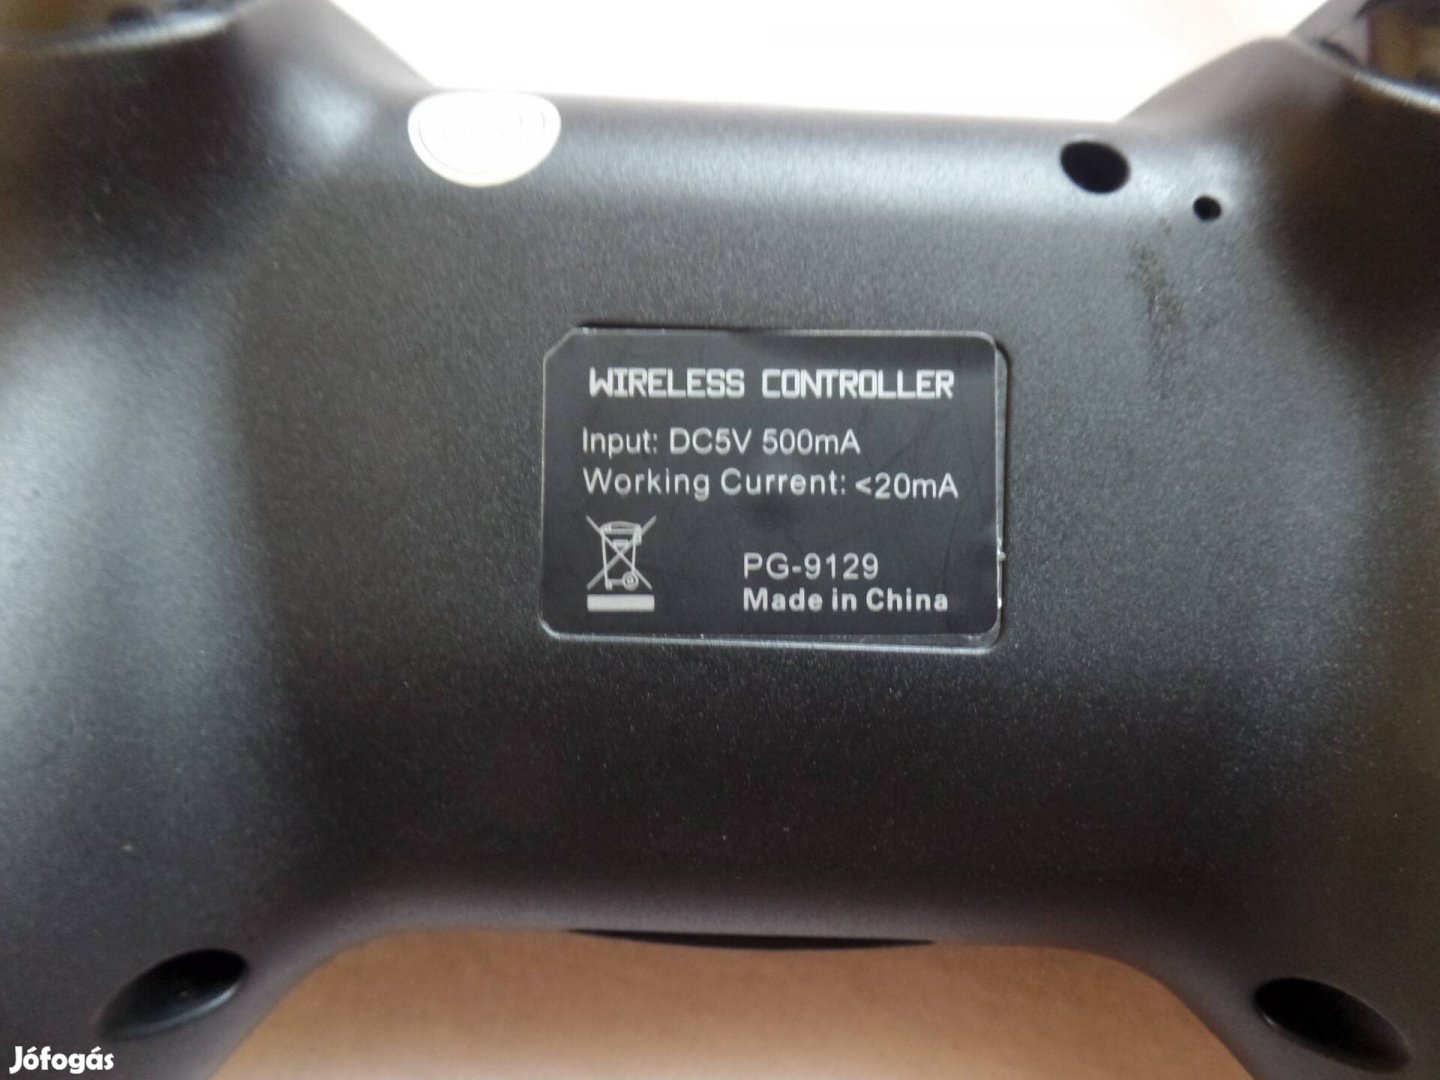 WIRELESS CONTROLLER
Input: DC5V 500mA
Working Current: <20mA
PG-9129
Made in China
Jófogás